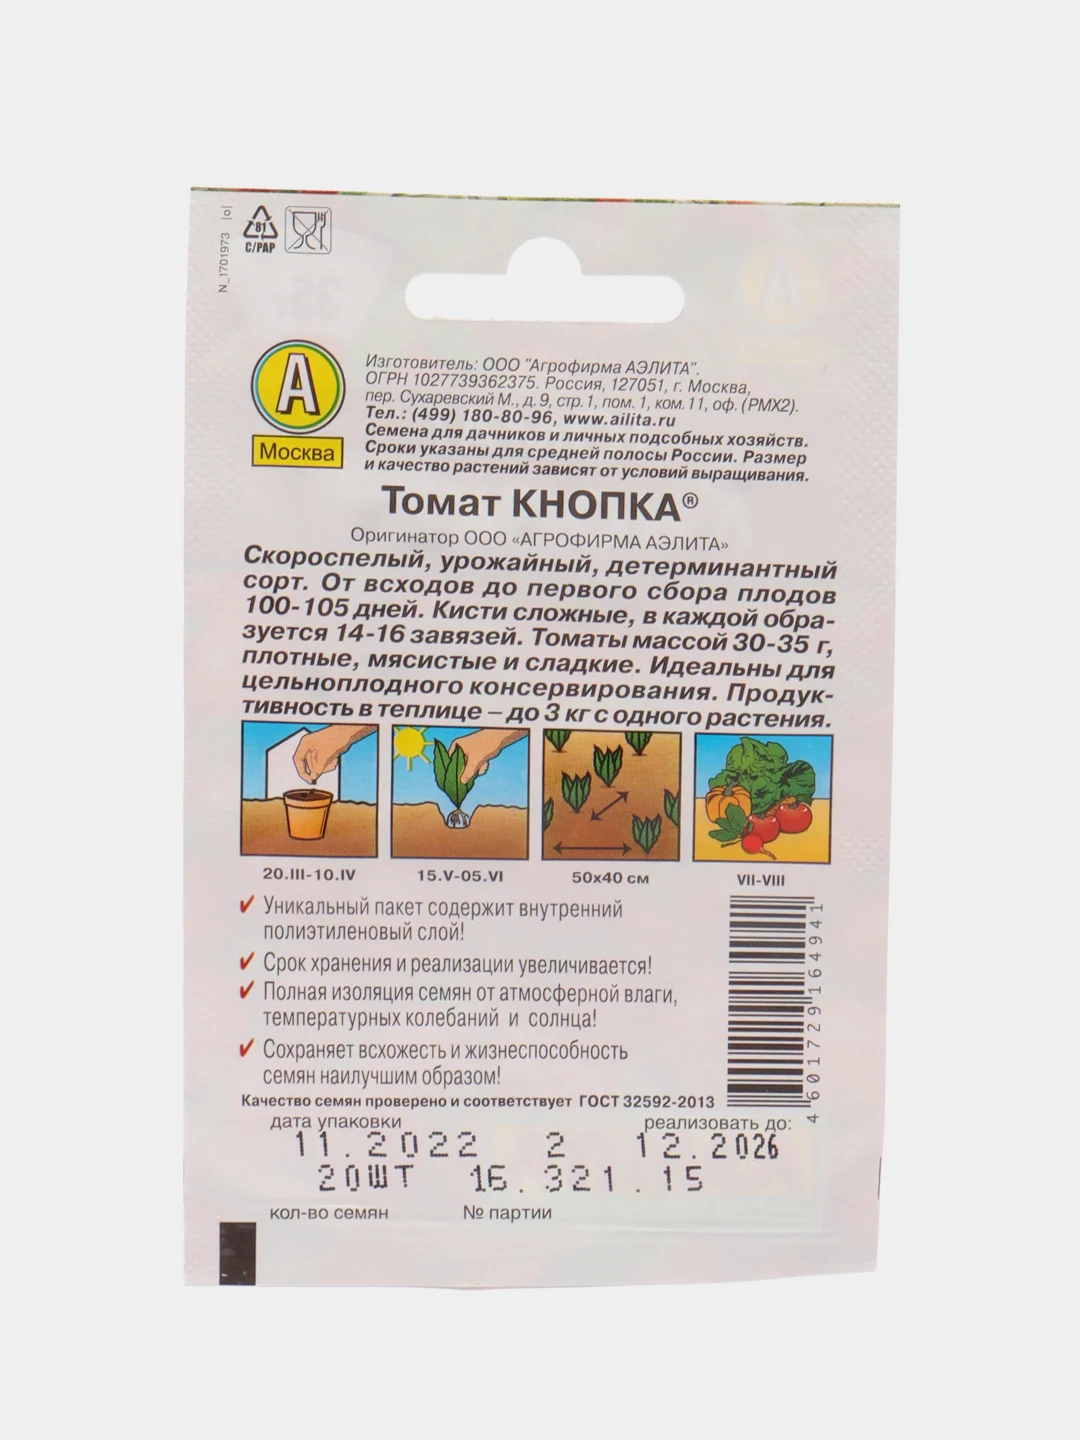 N_1701973 |o|
81
C/PAP
А
Москва
Изготовитель: ООО "Агрофирма АЭЛИТА".
ОГРН 1027739362375. Россия, 127051, г. Москва,
пер. Сухаревский М., д. 9, стр. 1, пом. 1, ком. 11, оф. (РМХ2).
Тел.: (499) 180-80-96, www.ailita.ru
Семена для дачников и личных подсобных хозяйств.
Сроки указаны для средней полосы России. Размер
и качество растений зависят от условий выращивания.
Томат КНОПКА®
Оригинатор ООО «АГРОФИРМА АЭЛИТА»
Скороспелый, урожайный, детерминантный
сорт. От всходов до первого сбора плодов
100-105 дней. Кисти сложные, в каждой обра-
зуется 14-16 завязей. Томаты массой 30-35 г,
плотные, мясистые и сладкие. Идеальны для
цельноплодного консервирования. Продук-
тивность в теплице – до 3 кг с одного растения.
20.III-10.IV
15.V-05.VI
50x40 см
VII-VIII
Уникальный пакет содержит внутренний
полиэтиленовый слой!
Срок хранения и реализации увеличивается!
Полная изоляция семян от атмосферной влаги,
температурных колебаний и солнца!
Сохраняет всхожесть и жизнеспособность
семян наилучшим образом!
4601729164941
Качество семян проверено и соответствует ГОСТ 32592-2013
дата упаковки реализовать до:
11.2022 2 12.2026
20ШТ 16.321.15
кол-во семян № партии